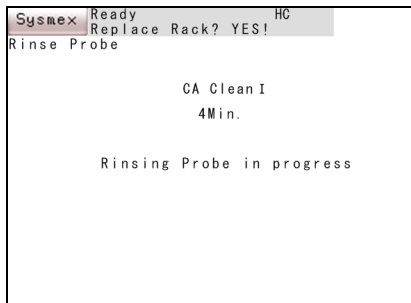 Sysmex Ready HC
Replace Rack? YES!
Rinse Probe
CA Clean I
4Min.
Rinsing Probe in progress